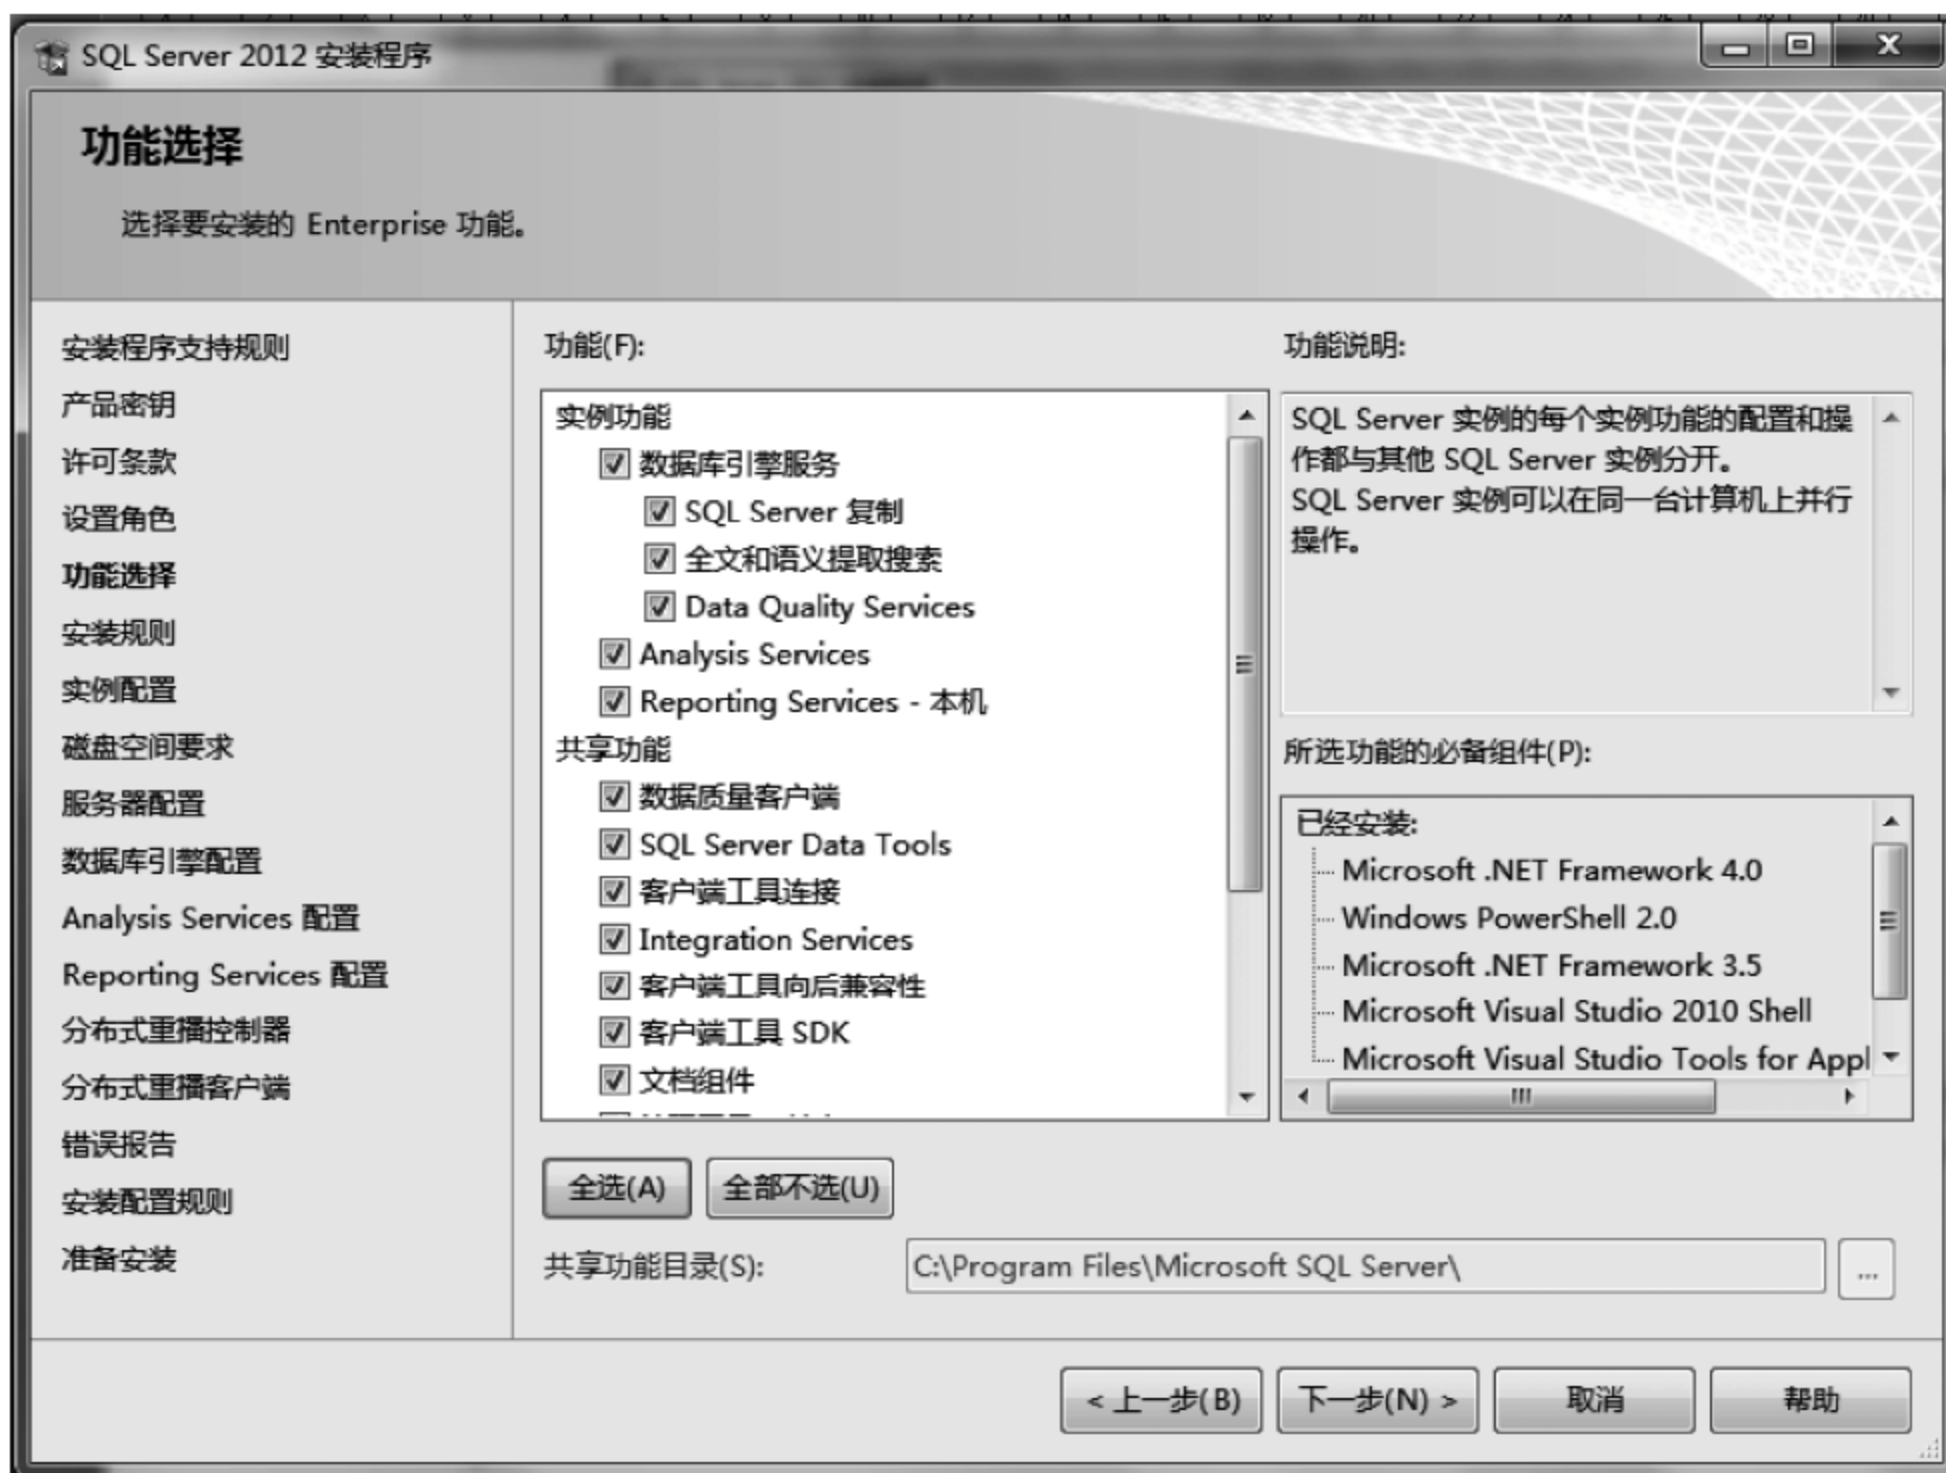 SQL Server 2012 安装程序
功能选择
选择要安装的 Enterprise 功能。
安装程序支持规则
产品密钥
许可条款
设置角色
功能选择
安装规则
实例配置
磁盘空间要求
服务器配置
数据库引擎配置
Analysis Services 配置
Reporting Services 配置
分布式重播控制器
分布式重播客户端
错误报告
安装配置规则
准备安装
功能(F):
实例功能
数据库引擎服务
SQL Server 复制
全文和语义提取搜索
Data Quality Services
Analysis Services
Reporting Services - 本机
共享功能
数据质量客户端
SQL Server Data Tools
客户端工具连接
Integration Services
客户端工具向后兼容性
客户端工具 SDK
文档组件
功能说明:
SQL Server 实例的每个实例功能的配置和操
作都与其他 SQL Server 实例分开。
SQL Server 实例可以在同一台计算机上并行
操作。
所选功能的必备组件(P):
已经安装:
Microsoft .NET Framework 4.0
Windows PowerShell 2.0
Microsoft .NET Framework 3.5
Microsoft Visual Studio 2010 Shell
Microsoft Visual Studio Tools for Appl
全选(A) 全部不选(U)
共享功能目录(S): C:\Program Files\Microsoft SQL Server\ ...
< 上一步(B) 下一步(N) > 取消 帮助